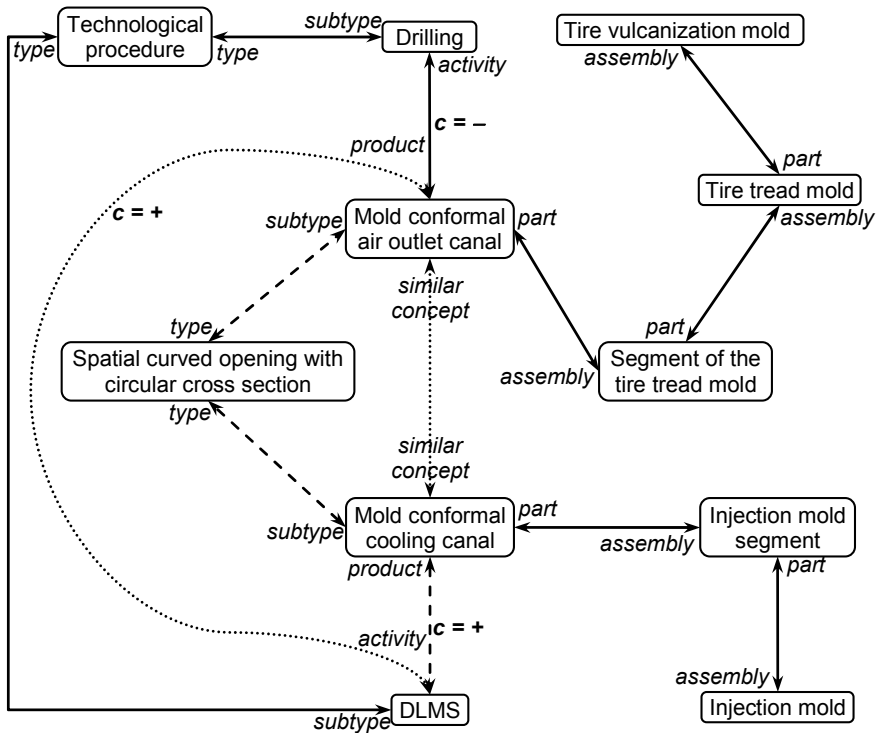 Technological
procedure
type
type
subtype
Drilling
activity
Tire vulcanization mold
assembly
c = –
product
part
Tire tread mold
assembly
c = +
subtype
Mold conformal
air outlet canal
part
similar
concept
type
Spatial curved opening with
circular cross section
type
part
assembly
Segment of the
tire tread mold
similar
concept
subtype
Mold conformal
cooling canal
part
assembly
Injection mold
segment
part
product
activity
c = +
assembly
Injection mold
subtype
DLMS